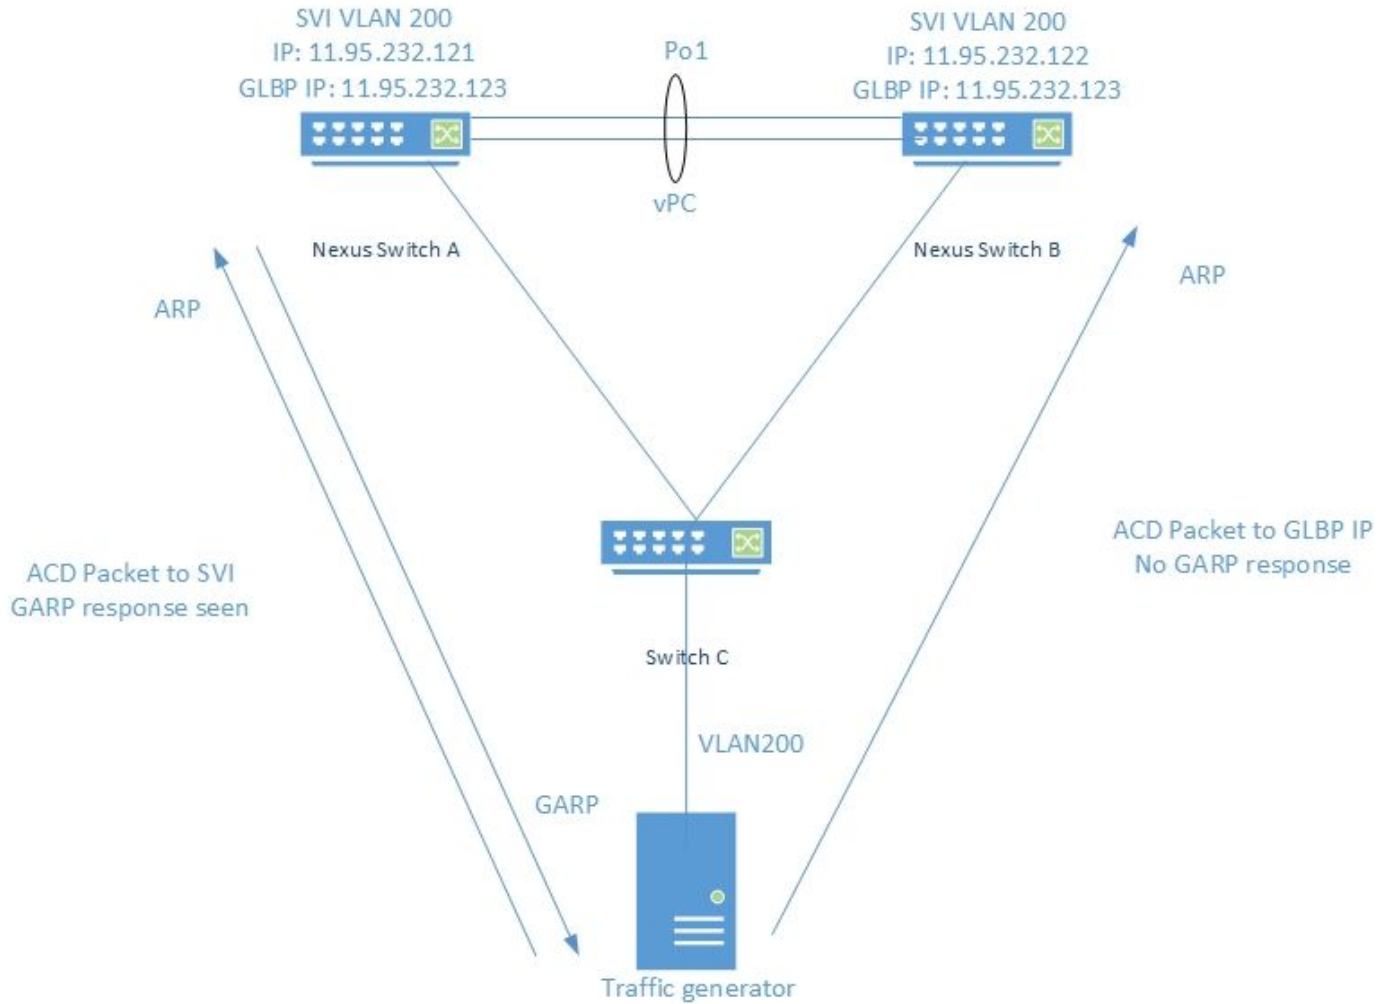 SVI VLAN 200
IP: 11.95.232.121
GLBP IP: 11.95.232.123
Po1
SVI VLAN 200
IP: 11.95.232.122
GLBP IP: 11.95.232.123
vPC
Nexus Switch A
Nexus Switch B
ARP
ARP
ACD Packet to SVI
GARP response seen
ACD Packet to GLBP IP
No GARP response
Switch C
VLAN200
GARP
Traffic generator